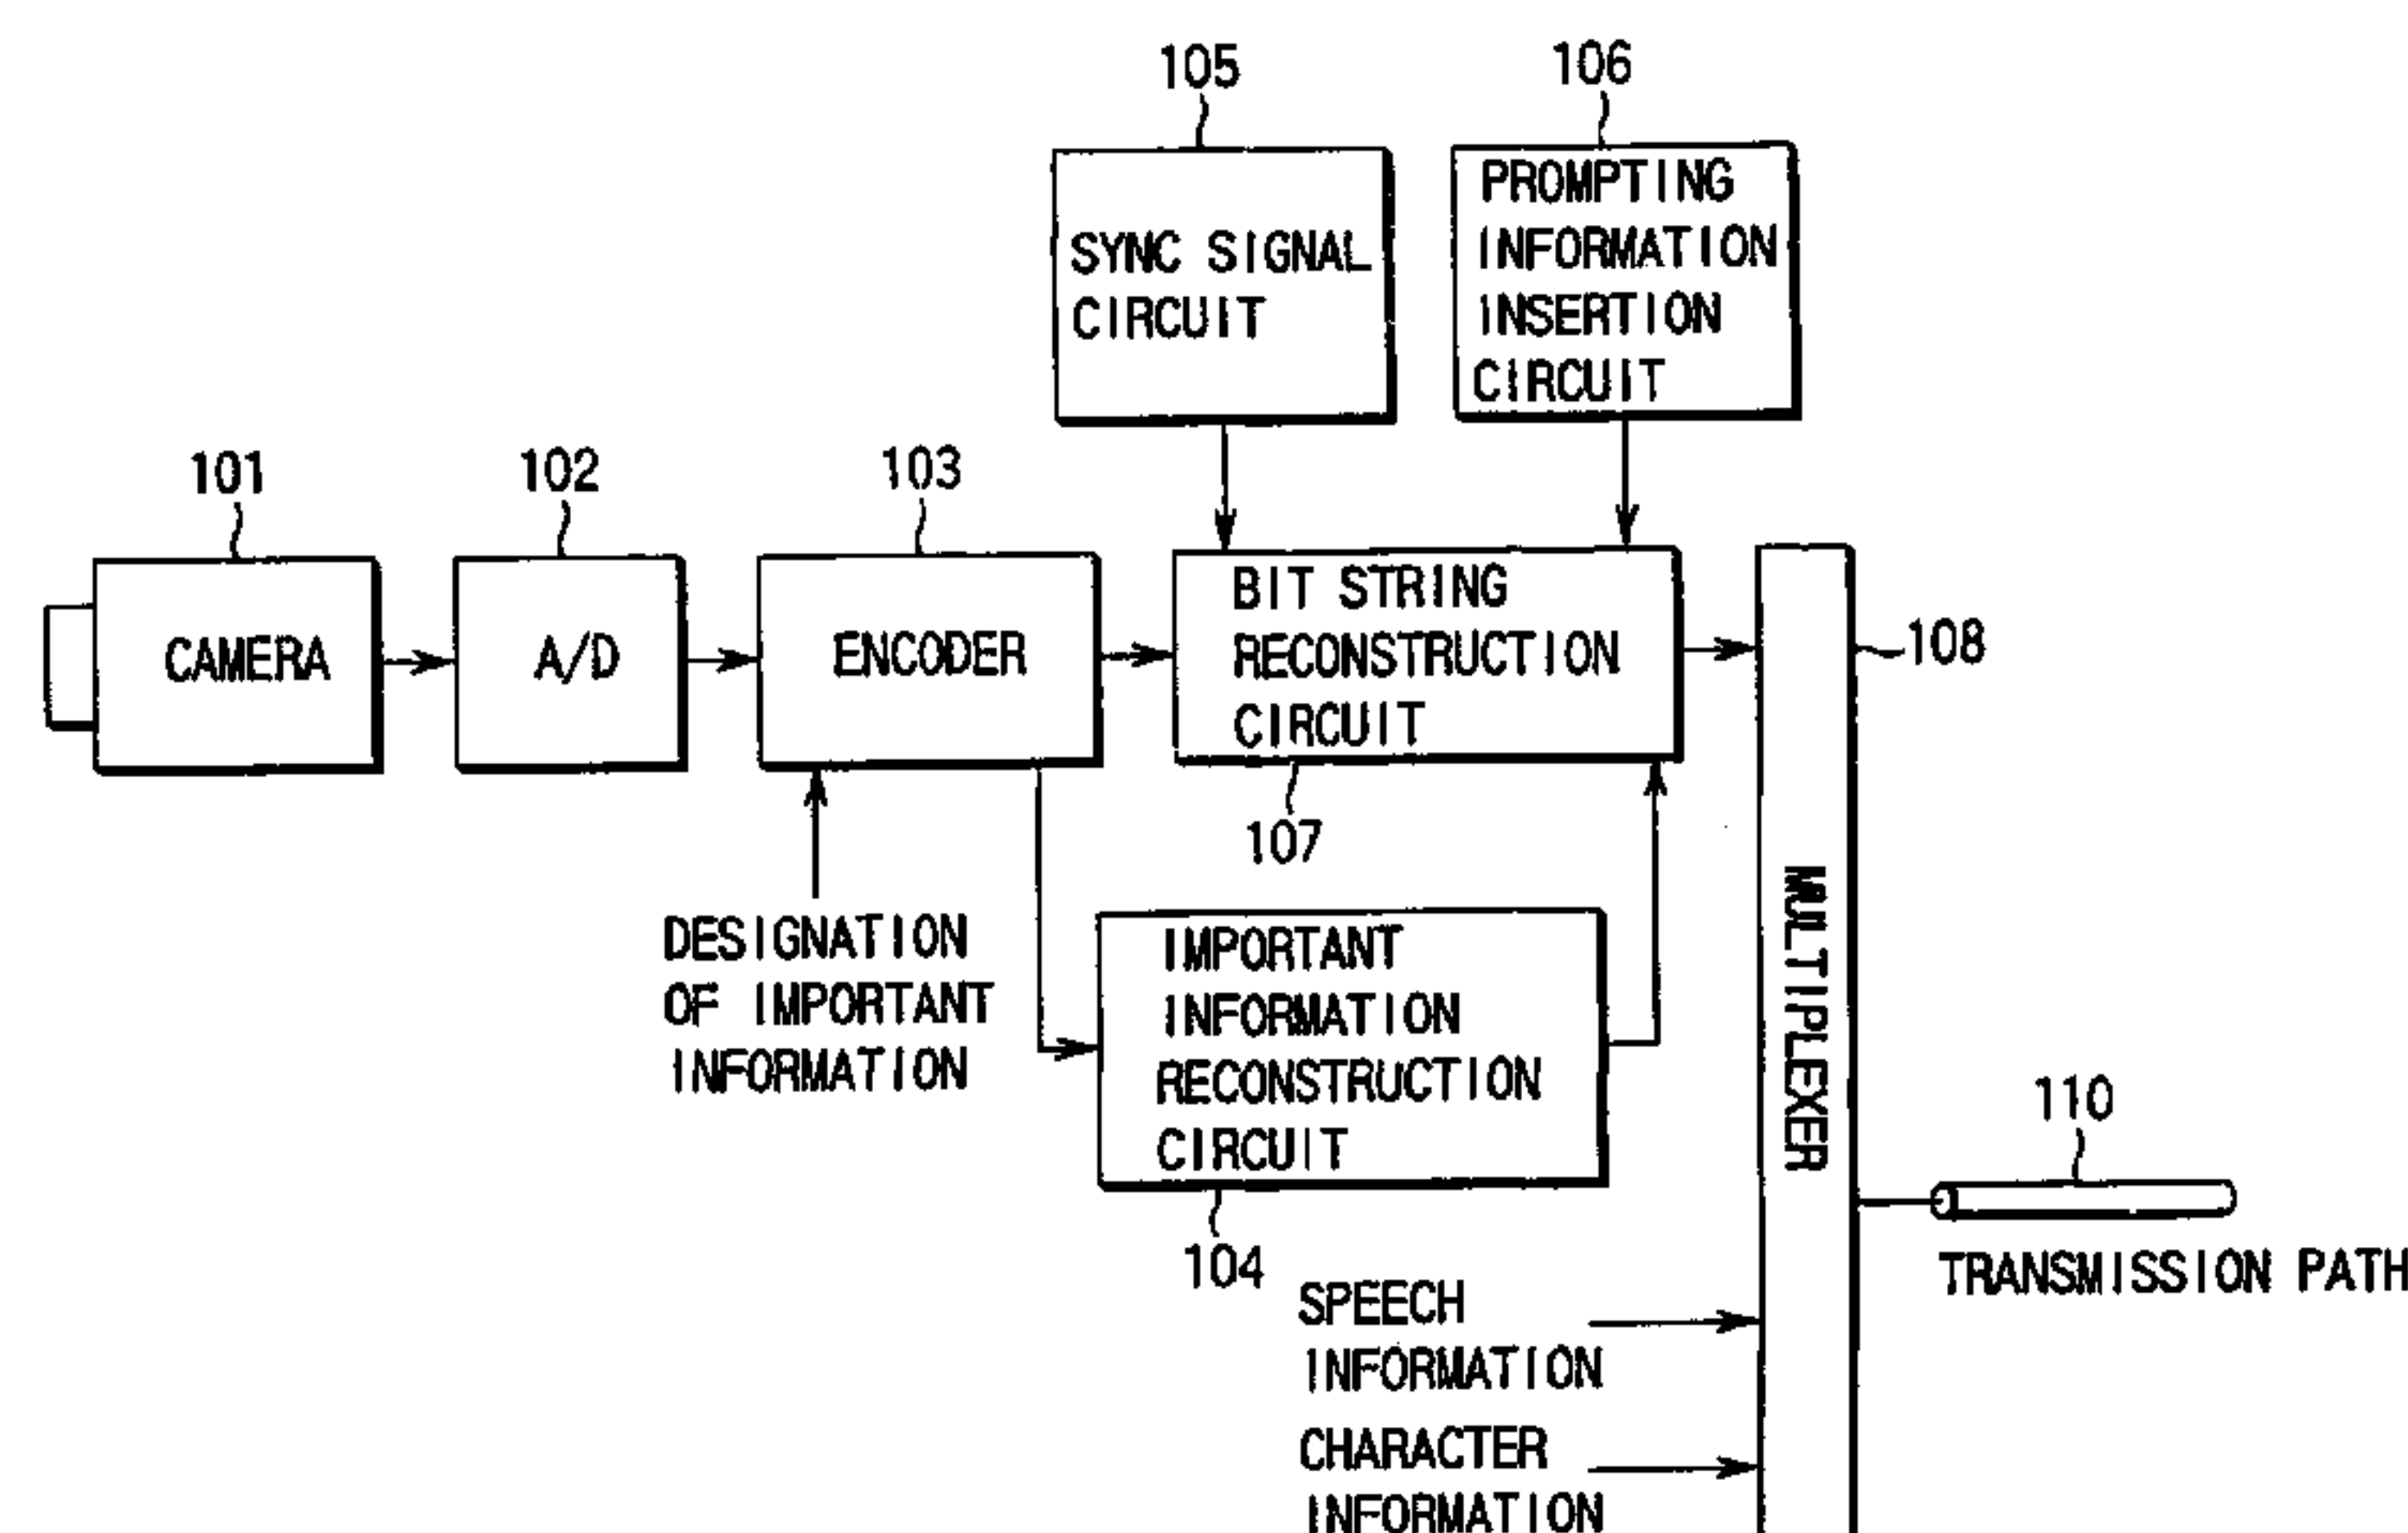 105
106
SYNC SIGNAL
CIRCUIT
PROMPTING
INFORMATION
INSERTION
CIRCUIT
101
102
103
CAMERA
A/D
ENCODER
BIT STRING
RECONSTRUCTION
CIRCUIT
108
107
DESIGNATION
OF IMPORTANT
INFORMATION
IMPORTANT
INFORMATION
RECONSTRUCTION
CIRCUIT
104
MULTIPLEXER
110
TRANSMISSION PATH
SPEECH
INFORMATION
CHARACTER
INFORMATION